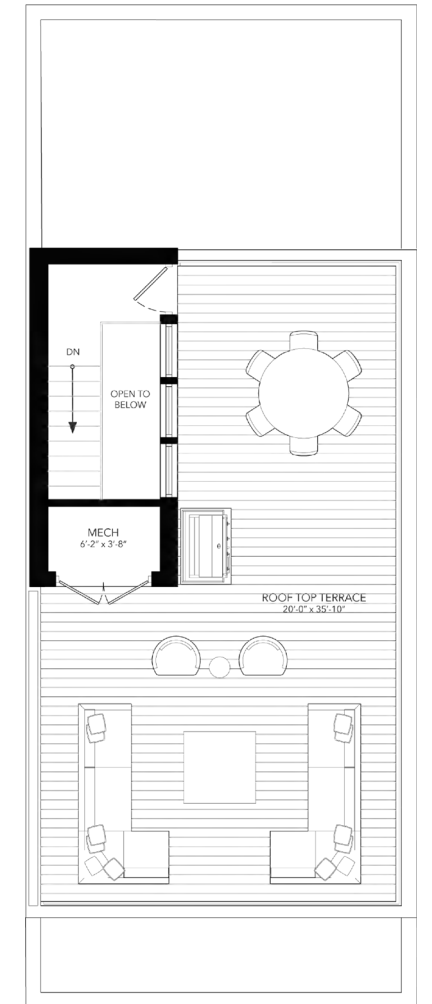 DN
OPEN TO
BELOW
MECH
6'-2" x 3'-8"
ROOF TOP TERRACE
20'-0" x 35'-10"